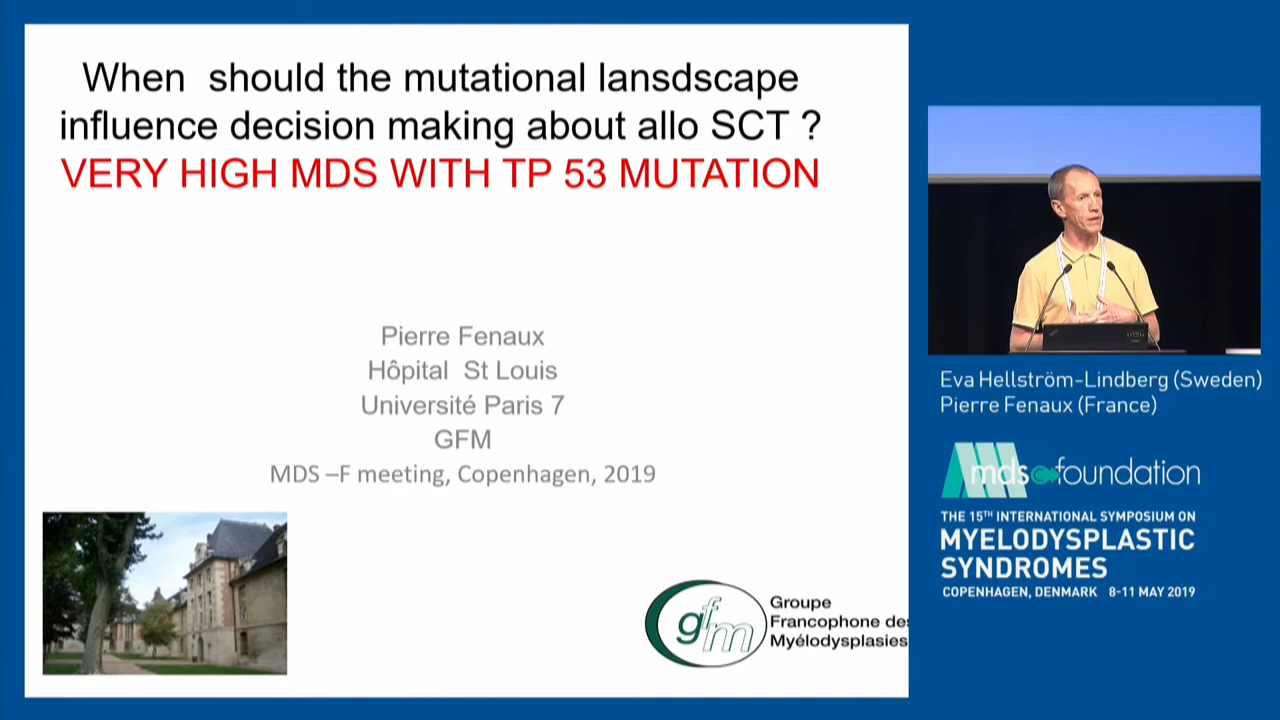 When should the mutational lansdscape
influence decision making about allo SCT ?
VERY HIGH MDS WITH TP 53 MUTATION
Pierre Fenaux
Hôpital St Louis
Université Paris 7
GFM
MDS –F meeting, Copenhagen, 2019
gfm
Groupe
Francophone des
Myélodysplasies
Eva Hellström-Lindberg (Sweden)
Pierre Fenaux (France)
mds foundation
THE 15TH INTERNATIONAL SYMPOSIUM ON
MYELODYSPLASTIC
SYNDROMES
COPENHAGEN, DENMARK 8-11 MAY 2019